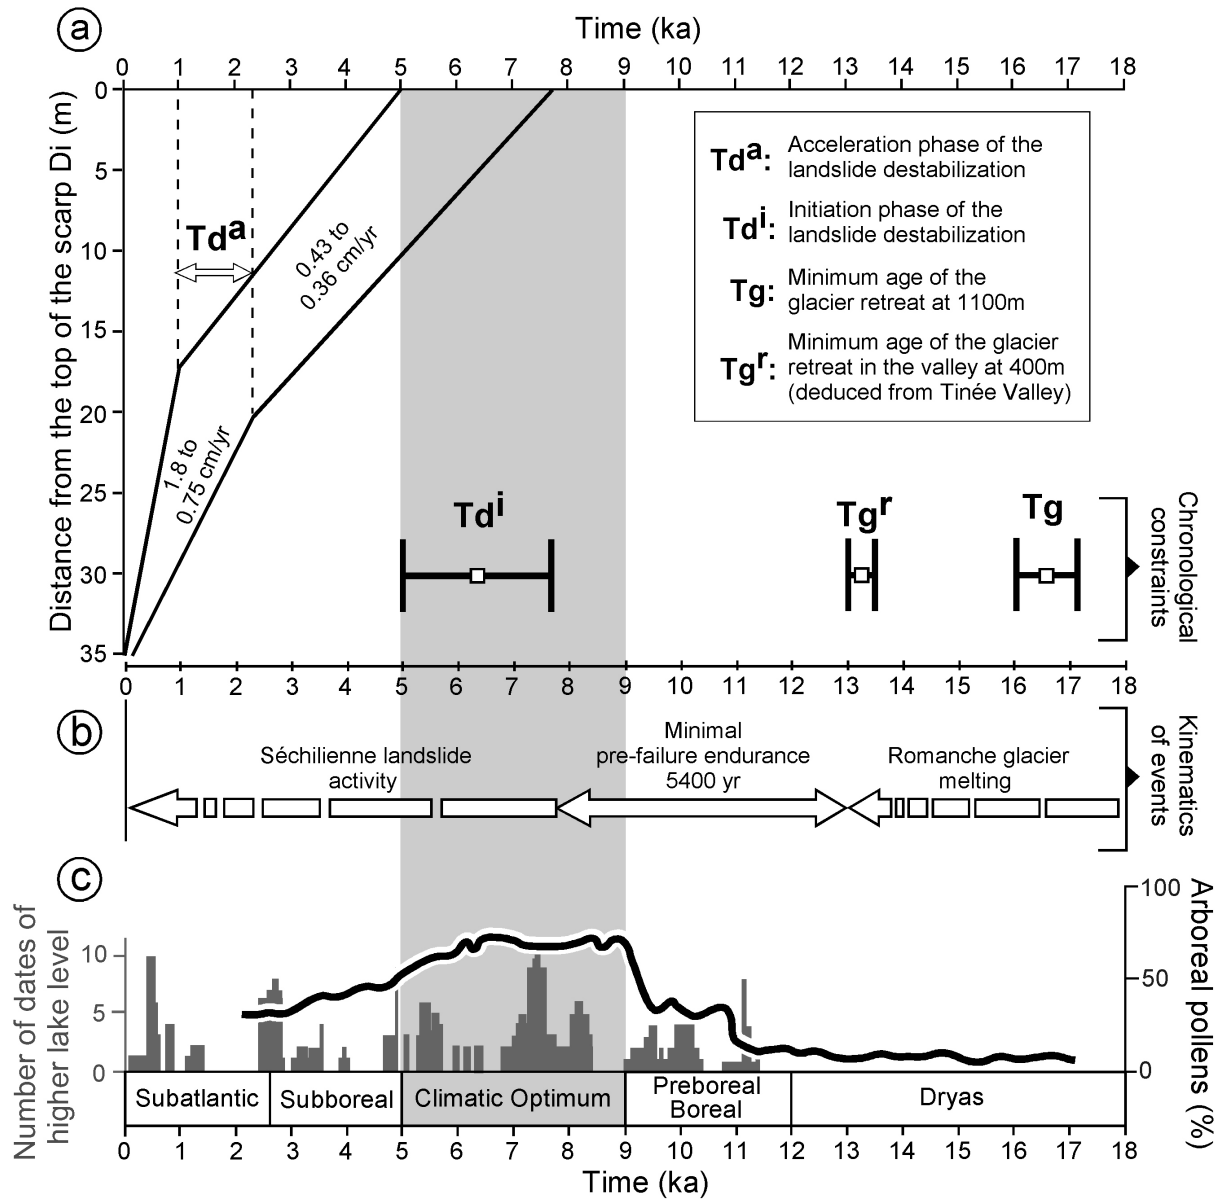 a
Time (ka)
0 1 2 3 4 5 6 7 8 9 10 11 12 13 14 15 16 17 18
Distance from the top of the scarp Di (m)
0
5
10
15
20
25
30
35
Td^a
0.43 to
0.36 cm/yr
1.8 to
0.75 cm/yr
Td^a: Acceleration phase of the
landslide destabilization
Td^i: Initiation phase of the
landslide destabilization
Tg: Minimum age of the
glacier retreat at 1100m
Tg^r: Minimum age of the glacier
retreat in the valley at 400m
(deduced from Tinée Valley)
Td^i
Tg^r
Tg
Chronological
constraints
0 1 2 3 4 5 6 7 8 9 10 11 12 13 14 15 16 17 18
b
Séchilienne landslide
activity
Minimal
pre-failure endurance
5400 yr
Romanche glacier
melting
Kinematics
of events
c
Number of dates of
higher lake level
10
5
0
100
50
0
Arboreal pollens (%)
Subatlantic
Subboreal
Climatic Optimum
Preboreal
Boreal
Dryas
0 1 2 3 4 5 6 7 8 9 10 11 12 13 14 15 16 17 18
Time (ka)